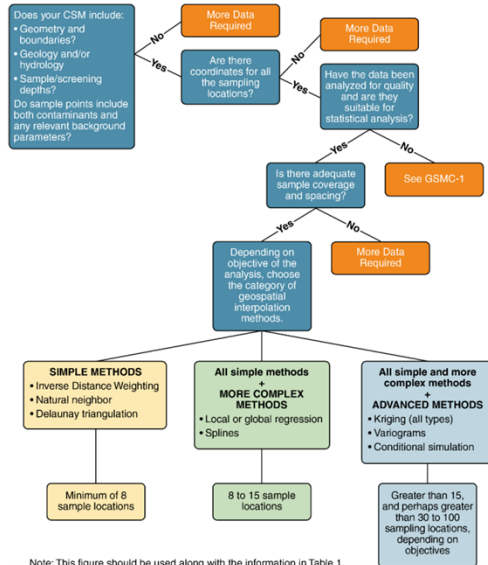 Does your CSM include:
• Geometry and
boundaries?
• Geology and/or
hydrology
• Sample/screening
depths?
Do sample points include
both contaminants and
any relevant background
parameters?
No
More Data
Required
Yes
Are there
coordinates for all
the sampling
locations?
No
More Data
Required
Yes
Have the data been
analyzed for quality
and are they
suitable for
statistical analysis?
Yes
No
Is there adequate
sample coverage
and spacing?
See GSMC-1
Yes
No
Depending on
objective of the
analysis, choose
the category of
geospatial
interpolation
methods.
More Data
Required
SIMPLE METHODS
• Inverse Distance Weighting
• Natural neighbor
• Delaunay triangulation
All simple methods
+
MORE COMPLEX
METHODS
• Local or global regression
• Splines
All simple and more
complex methods
+
ADVANCED METHODS
• Kriging (all types)
• Variograms
• Conditional simulation
Minimum of 8
sample locations
8 to 15 sample
locations
Greater than 15,
and perhaps greater
than 30 to 100
sampling locations,
depending on
objectives
Note: This figure should be used along with the information in Table 1